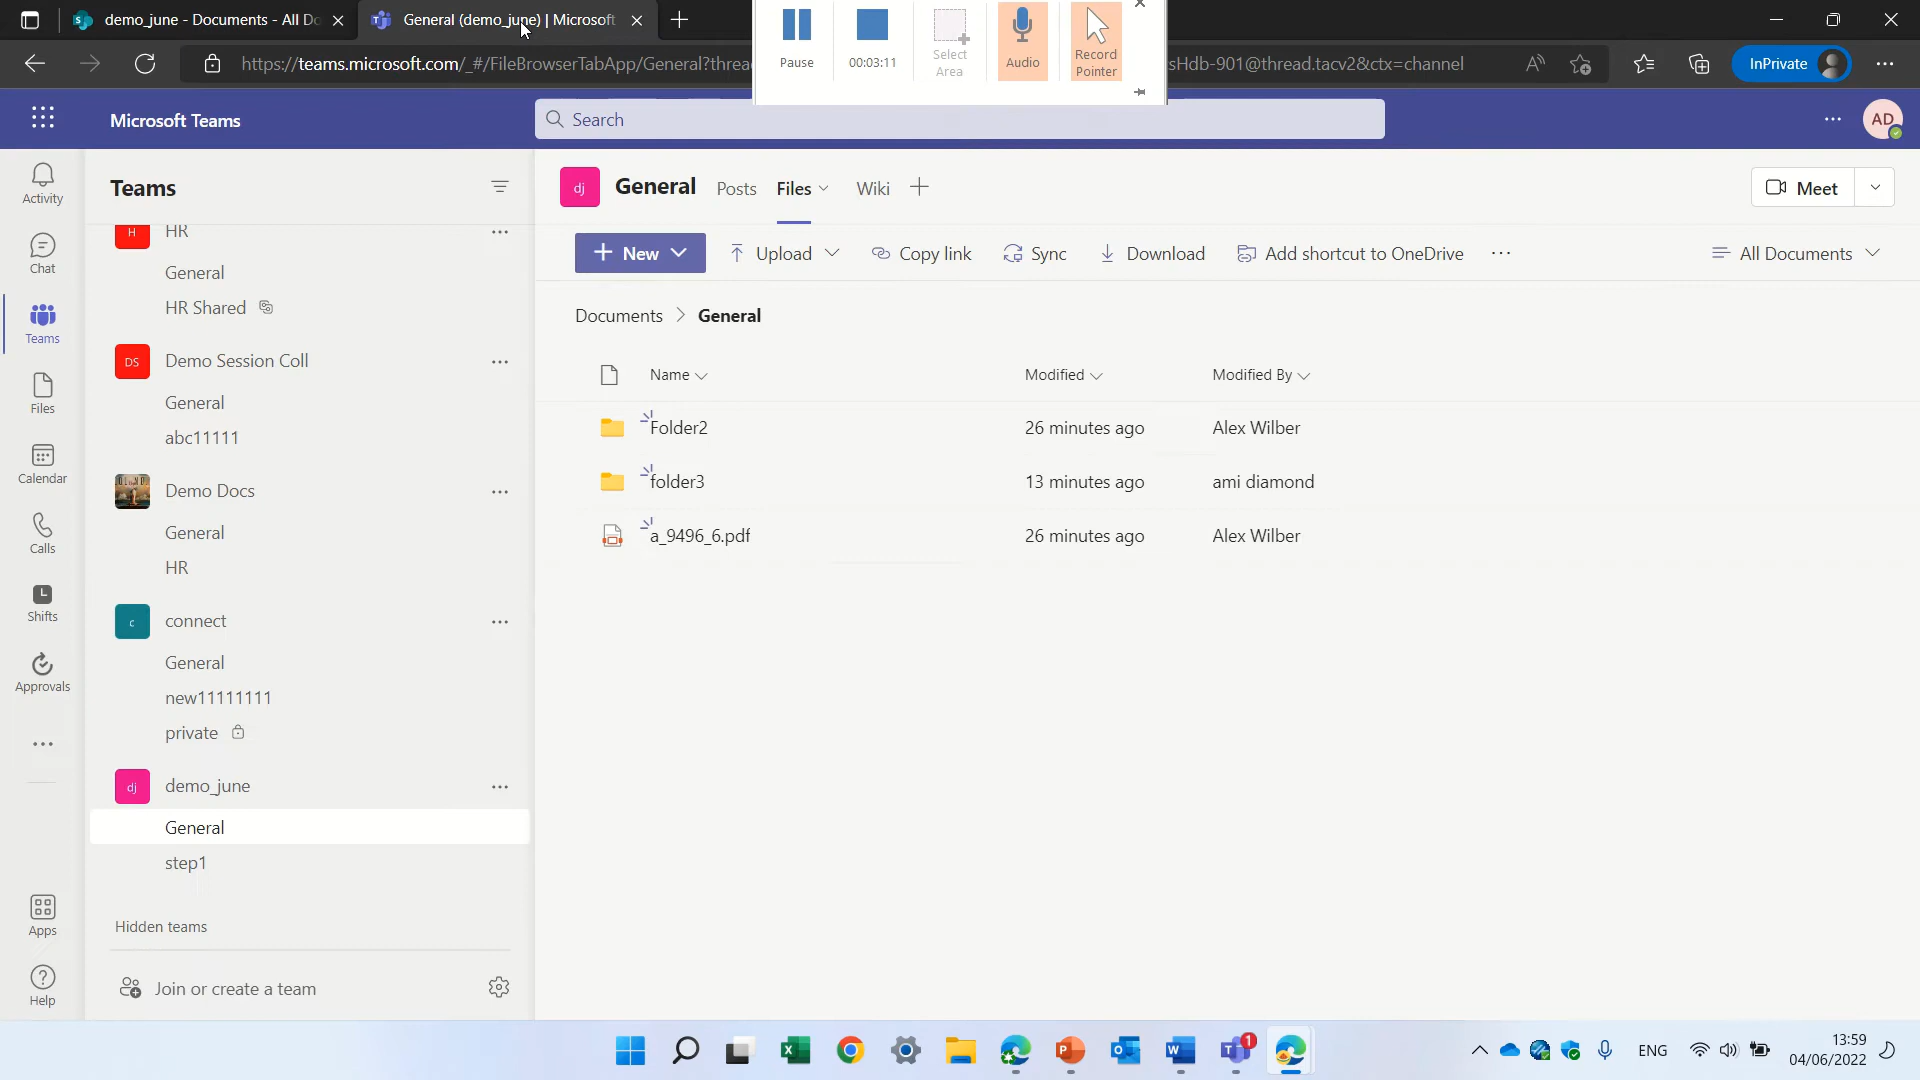 demo_june - Documents - All Do
General (demo_june) | Microsoft
https://teams.microsoft.com/_#/FileBrowserTabApp/General?threa
sHdb-901@thread.tacv2&ctx=channel
InPrivate
Pause
00:03:11
Select
Area
Audio
Record
Pointer
Microsoft Teams
Search
AD
Activity
Chat
Teams
Files
Calendar
Calls
Shifts
Approvals
Apps
Help
Teams
H
HR
General
HR Shared
DS
Demo Session Coll
General
abc11111
Demo Docs
General
HR
c
connect
General
new11111111
private
dj
demo_june
General
step1
Hidden teams
Join or create a team
dj
General
Posts
Files
Wiki
Meet
New
Upload
Copy link
Sync
Download
Add shortcut to OneDrive
All Documents
Documents > General
Name
Modified
Modified By
Folder2
26 minutes ago
Alex Wilber
folder3
13 minutes ago
ami diamond
a_9496_6.pdf
26 minutes ago
Alex Wilber
1
ENG
13:59
04/06/2022